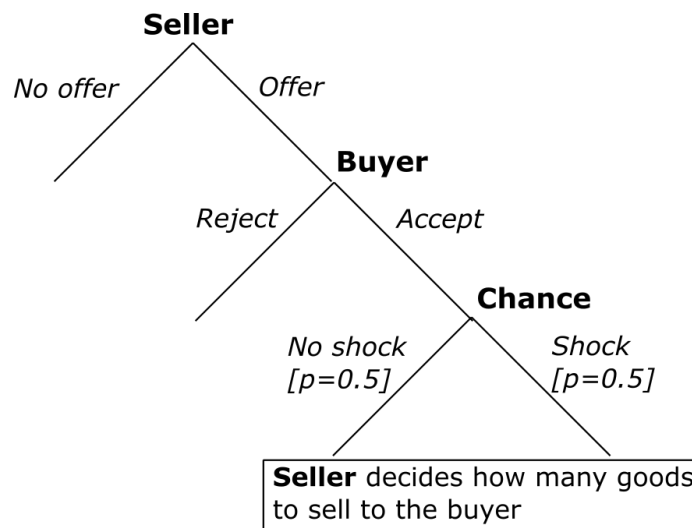 Seller
No offer
Offer
Buyer
Reject
Accept
Chance
No shock
[p=0.5]
Shock
[p=0.5]
Seller decides how many goods
to sell to the buyer